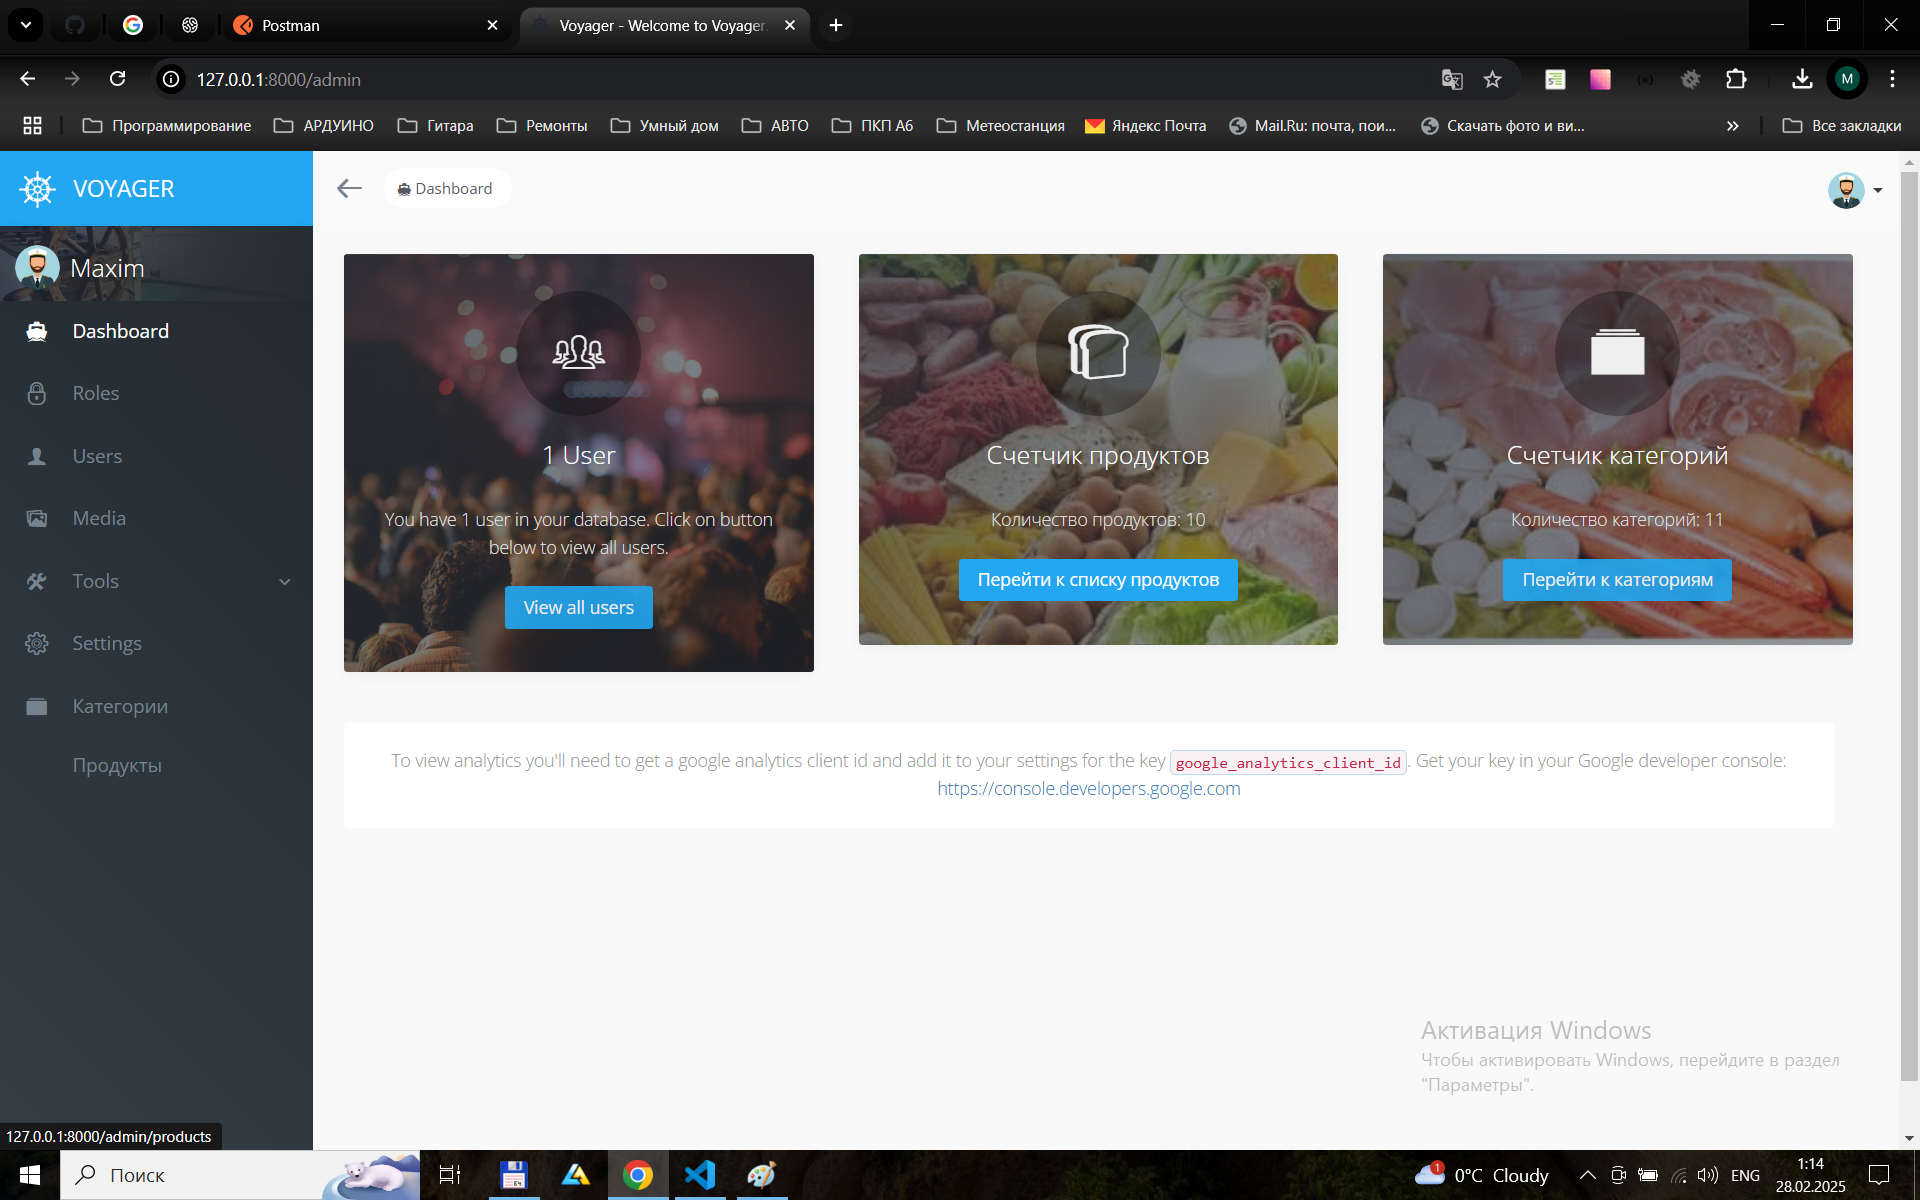 Postman
Voyager - Welcome to Voyager.
127.0.0.1:8000/admin
M
Программирование
АРДУИНО
Гитара
Ремонты
Умный дом
АВТО
ПКП А6
Метеостанция
Яндекс Почта
Mail.Ru: почта, пои...
Скачать фото и ви...
Все закладки
VOYAGER
Dashboard
Maxim
Dashboard
Roles
Users
Media
Tools
Settings
Категории
Продукты
1 User
You have 1 user in your database. Click on button
below to view all users.
View all users
Счетчик продуктов
Количество продуктов: 10
Перейти к списку продуктов
Счетчик категорий
Количество категорий: 11
Перейти к категориям
To view analytics you'll need to get a google analytics client id and add it to your settings for the key google_analytics_client_id. Get your key in your Google developer console:
https://console.developers.google.com
Активация Windows
Чтобы активировать Windows, перейдите в раздел
"Параметры".
127.0.0.1:8000/admin/products
Поиск
64
1
0°C Cloudy
ENG
1:14
28.02.2025